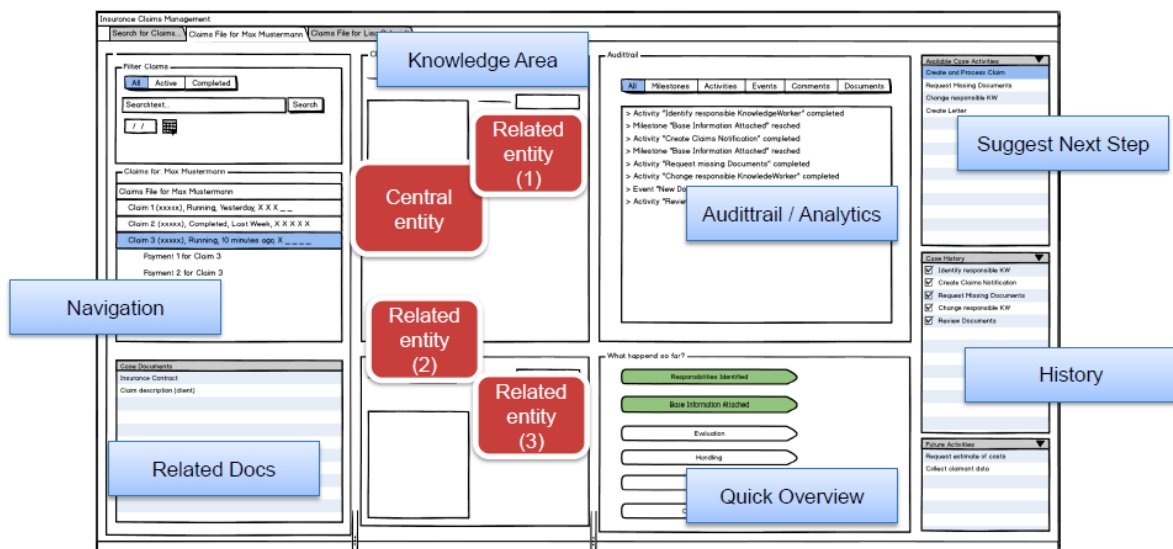 Insurance Claims Management
Search for Claims...
Claims File for Max Mustermann
Claims File for Lisa
Knowledge Area
Filter Claims
All Active Completed
Searchtext... Search
/ /
Claims for: Max Mustermann
Claims File for Max Mustermann
Claim 1 (xxxxx), Running, Yesterday, X X X _ _
Claim 2 (xxxxx), Completed, Last Week, X X X X X
Claim 3 (xxxxx), Running, 10 minutes ago, X _ _ _ _
Payment 1 for Claim 3
Payment 2 for Claim 3
Navigation
Case Documents
Insurance Contract
Claim description (client)
Related Docs
Related
entity
(1)
Central
entity
Related
entity
(2)
Related
entity
(3)
Audittrail
All Milestones Activities Events Comments Documents
> Activity "Identify responsible KnowledgeWorker" completed
> Milestone "Base Information Attached" resched
> Activity "Create Claims Notification" completed
> Milestone "Base Information Attached" resched
> Activity "Request missing Documents" completed
> Activity "Change responsible KnowledeWorker" completed
> Event "New
> Activity
Audittrail / Analytics
What happend so far?
Responsibilities Identified
Base Information Attached
Evaluation
Handling
Quick Overview
Available Case Activities
Create and Process Claim
Request Missing Documents
Change responsible KW
Create Letter
Suggest Next Step
Case History
Identify responsible KW
Create Claims Notification
Request Missing Documents
Change responsible KW
Review Documents
History
Future Activities
Request estimate of costs
Collect claimant data